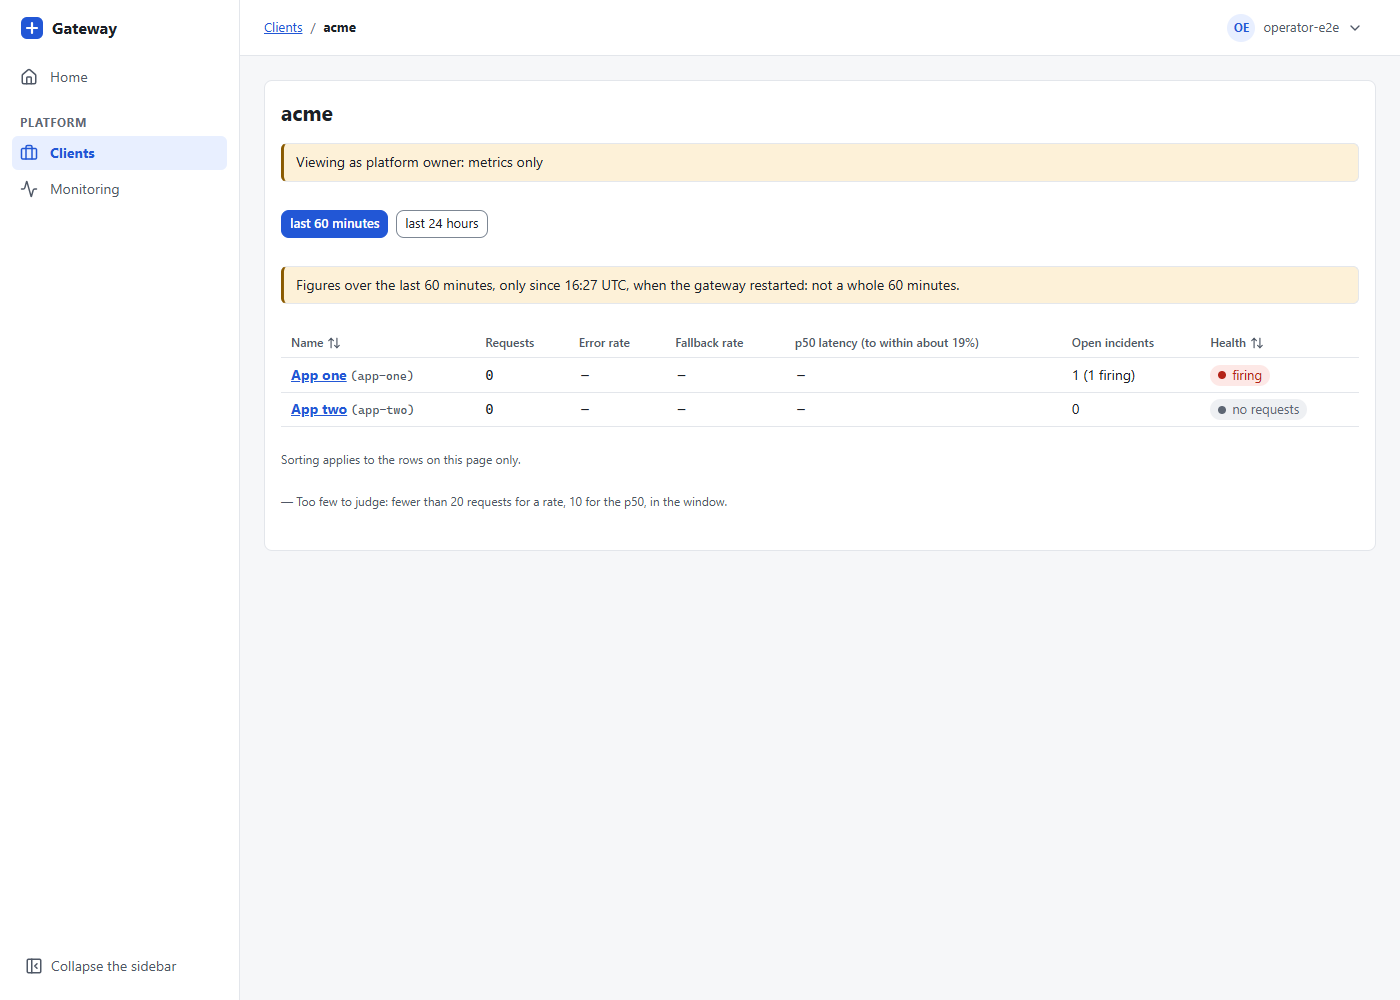 Gateway
Clients / acme
OE operator-e2e
Home
PLATFORM
Clients
Monitoring
acme
Viewing as platform owner: metrics only
last 60 minutes last 24 hours
Figures over the last 60 minutes, only since 16:27 UTC, when the gateway restarted: not a whole 60 minutes.
Name Requests Error rate Fallback rate p50 latency (to within about 19%) Open incidents Health
App one (app-one) 0 — — — 1 (1 firing) firing
App two (app-two) 0 — — — 0 no requests
Sorting applies to the rows on this page only.
— Too few to judge: fewer than 20 requests for a rate, 10 for the p50, in the window.
Collapse the sidebar